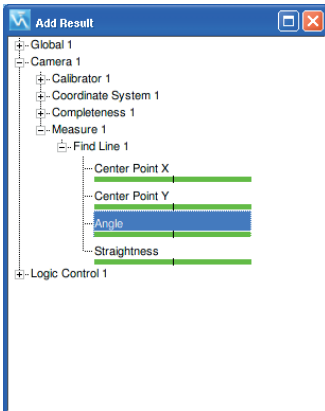 Add Result
Global 1
Camera 1
Calibrator 1
Coordinate System 1
Completeness 1
Measure 1
Find Line 1
Center Point X
Center Point Y
Angle
Straightness
Logic Control 1